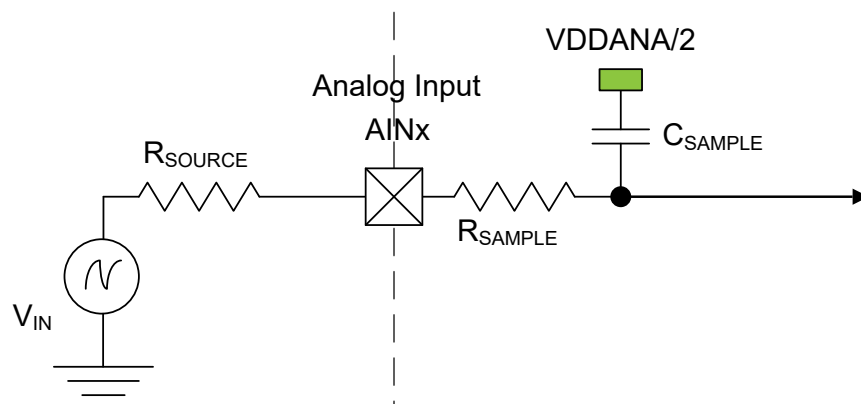 VDDANA/2
Analog Input
AINx
CSAMPLE
RSOURCE
RSAMPLE
VIN